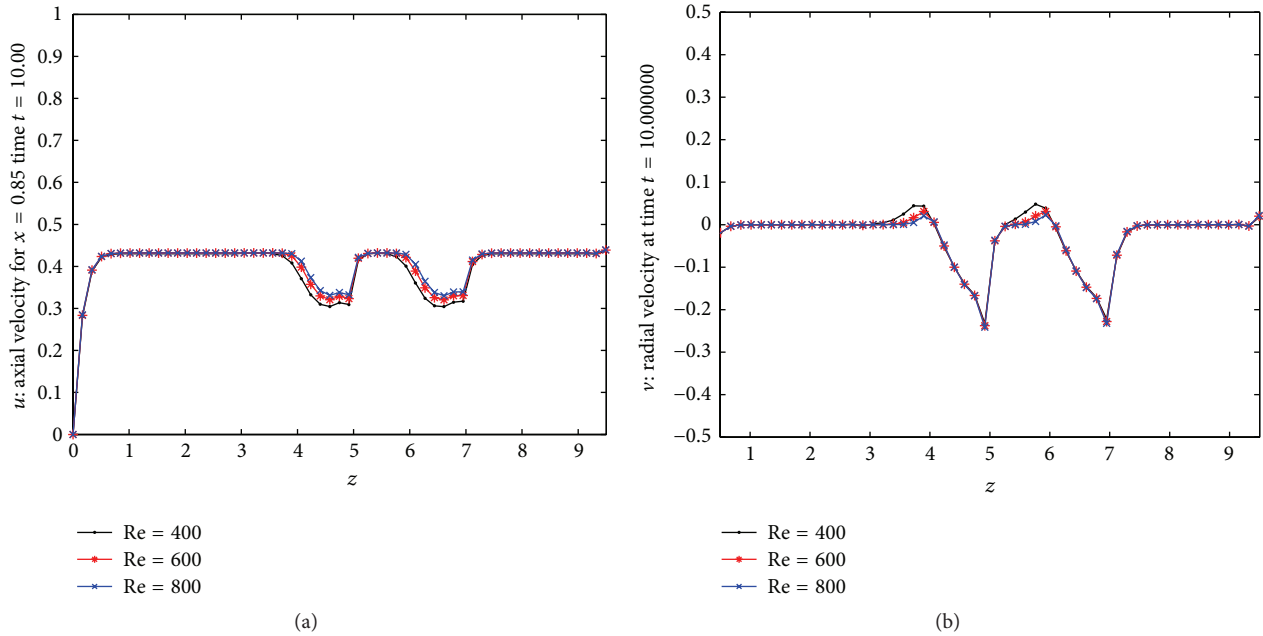 u: axial velocity for x = 0.85 time t = 10.00
1
0.9
0.8
0.7
0.6
0.5
0.4
0.3
0.2
0.1
0
0 1 2 3 4 5 6 7 8 9
z
Re = 400
Re = 600
Re = 800
(a)
v: radial velocity at time t = 10.000000
0.5
0.4
0.3
0.2
0.1
0
−0.1
−0.2
−0.3
−0.4
−0.5
1 2 3 4 5 6 7 8 9
z
Re = 400
Re = 600
Re = 800
(b)